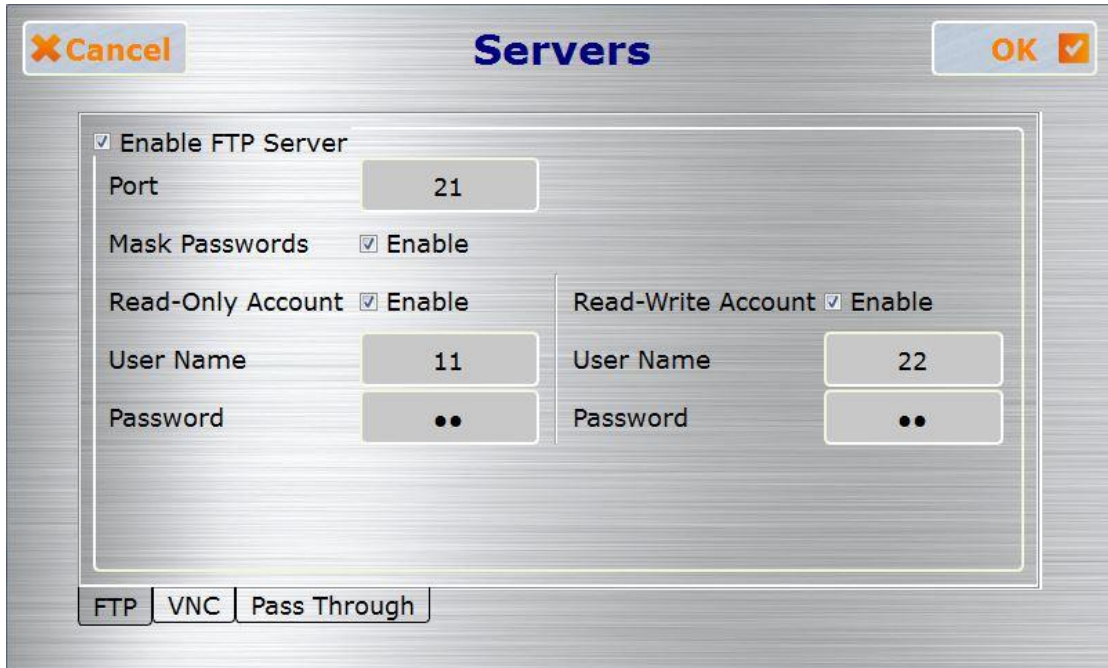 Cancel
Servers
OK
Enable FTP Server
Port 21
Mask Passwords Enable
Read-Only Account Enable Read-Write Account Enable
User Name 11 User Name 22
Password •• Password ••
FTP VNC Pass Through